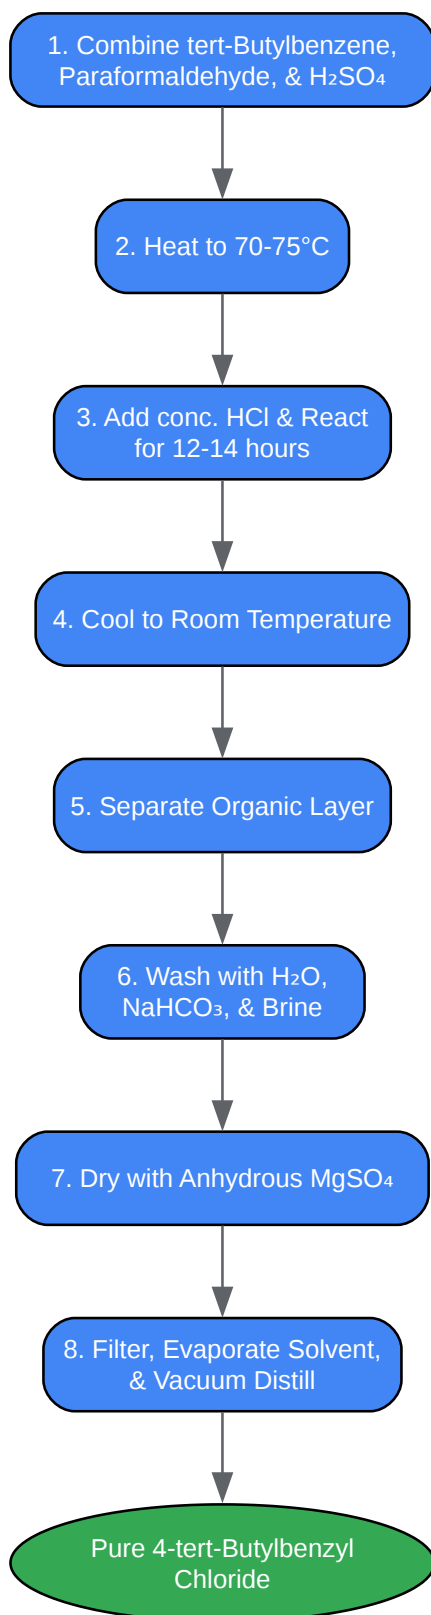 1. Combine tert-Butylbenzene,
Paraformaldehyde, & H₂SO₄
2. Heat to 70-75°C
3. Add conc. HCl & React
for 12-14 hours
4. Cool to Room Temperature
5. Separate Organic Layer
6. Wash with H₂O,
NaHCO₃, & Brine
7. Dry with Anhydrous MgSO₄
8. Filter, Evaporate Solvent,
& Vacuum Distill
Pure 4-tert-Butylbenzyl
Chloride